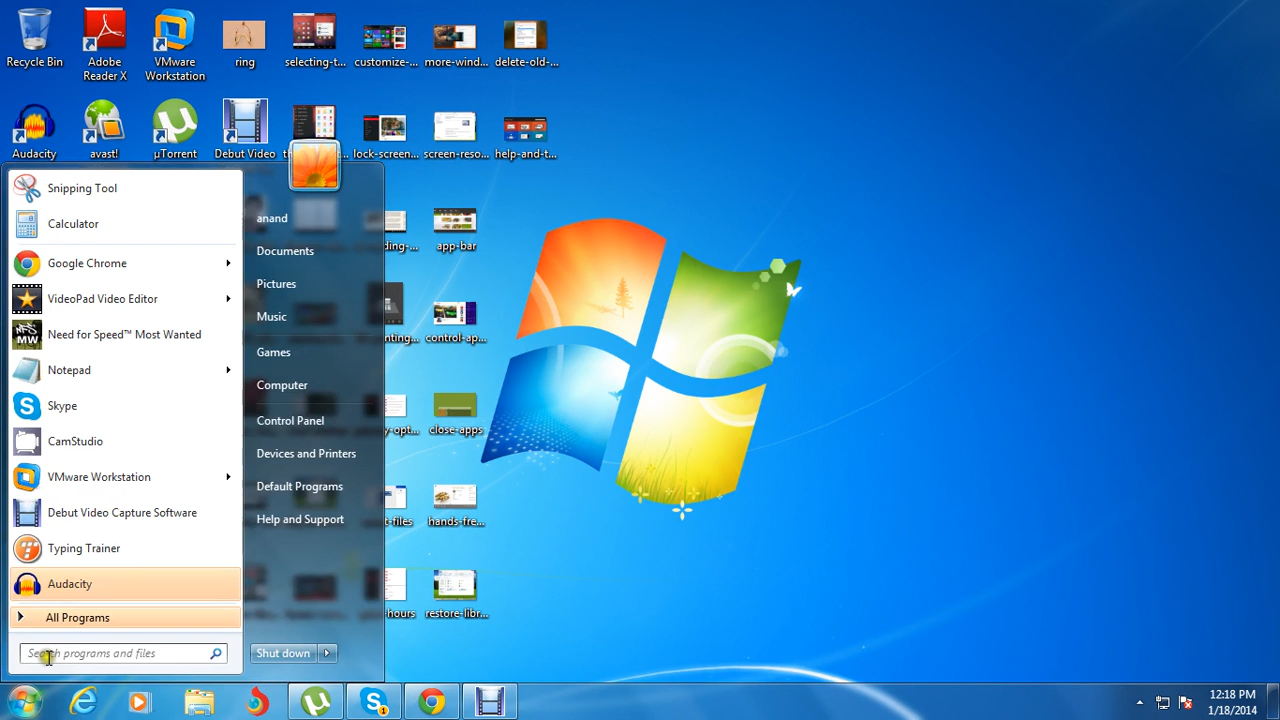 Recycle Bin
Adobe
Reader X
VMware
Workstation
ring
selecting-t...
customize-...
more-wind...
delete-old-...
Audacity
avast!
µTorrent
Debut Video
lock-screen...
screen-reso...
help-and-t...
Snipping Tool
Calculator
Google Chrome
VideoPad Video Editor
NFS
MW
Need for Speed™ Most Wanted
Notepad
Skype
CamStudio
VMware Workstation
Debut Video Capture Software
Typing Trainer
Audacity
All Programs
Search programs and files
anand
Documents
Pictures
Music
Games
Computer
Control Panel
Devices and Printers
Default Programs
Help and Support
Shut down
app-bar
control-ap...
close-apps
hands-fre...
-hours
restore-libr...
1
12:18 PM
1/18/2014